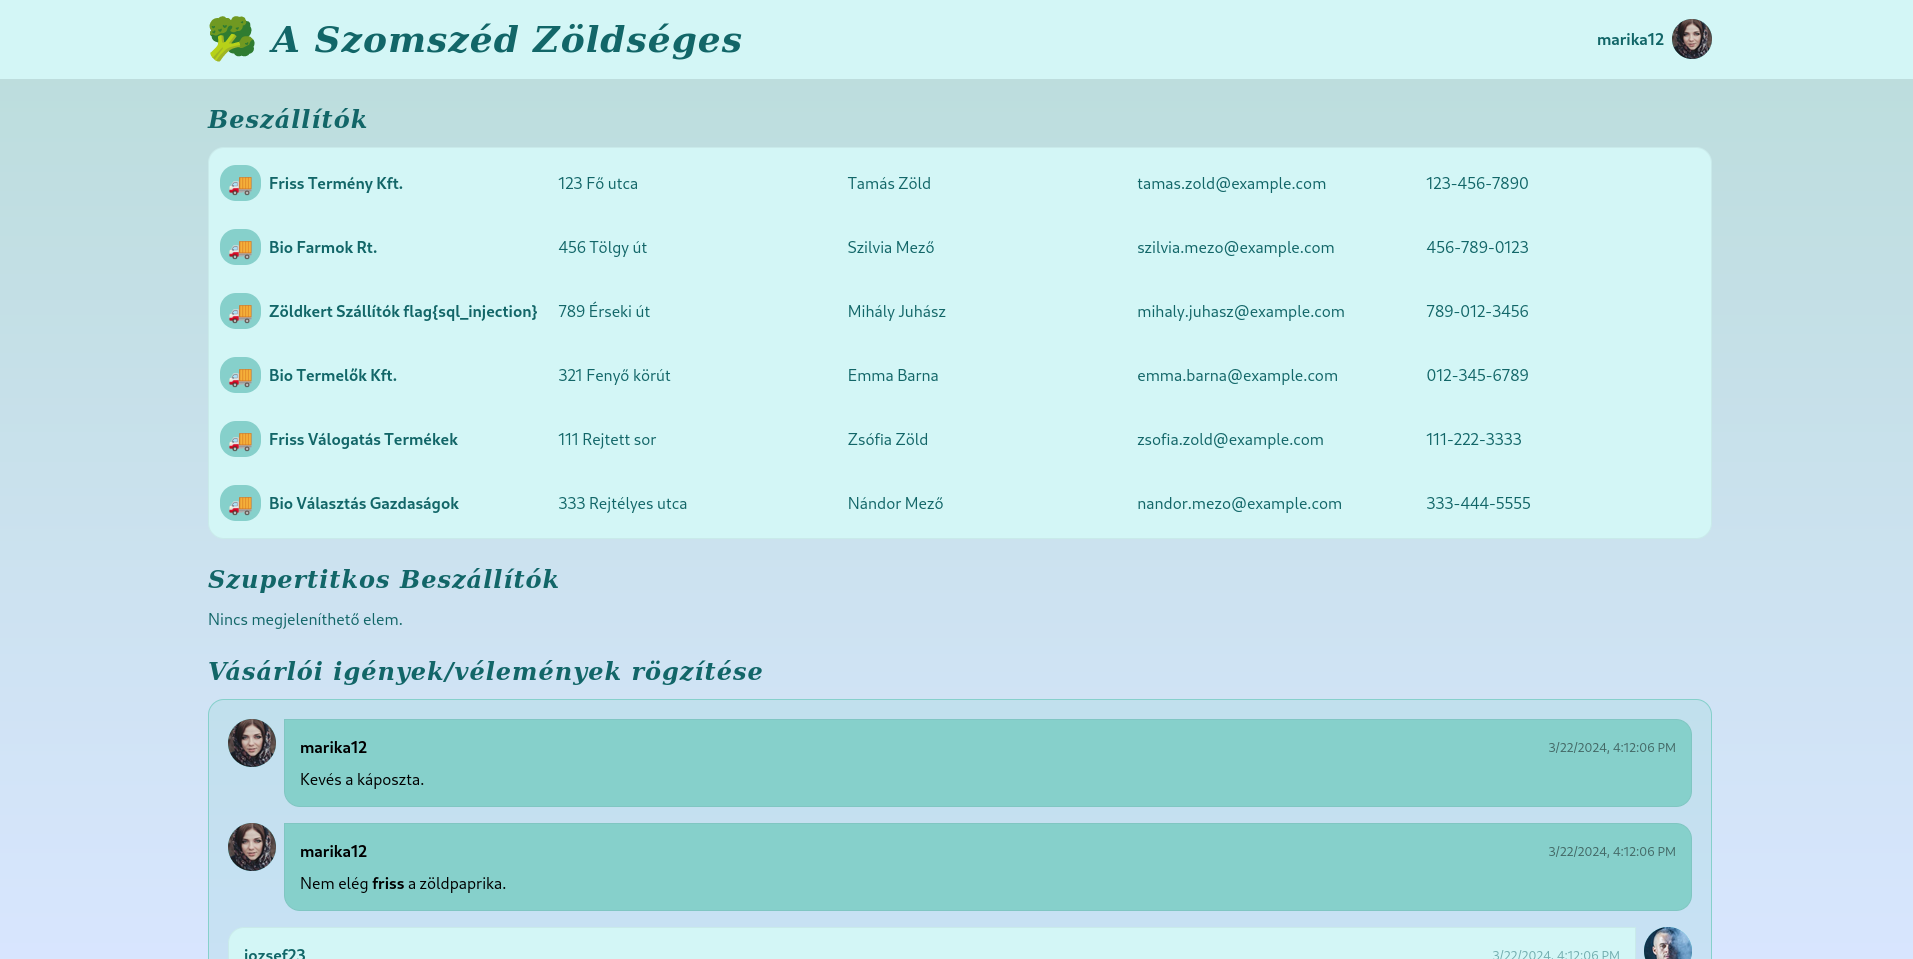 A Szomszéd Zöldséges
marika12
Beszállítók
Friss Termény Kft. 123 Fő utca Tamás Zöld tamas.zold@example.com 123-456-7890
Bio Farmok Rt. 456 Tölgy út Szilvia Mező szilvia.mezo@example.com 456-789-0123
Zöldkert Szállítók flag{sql_injection} 789 Érseki út Mihály Juhász mihaly.juhasz@example.com 789-012-3456
Bio Termelők Kft. 321 Fenyő körút Emma Barna emma.barna@example.com 012-345-6789
Friss Válogatás Termékek 111 Rejtett sor Zsófia Zöld zsofia.zold@example.com 111-222-3333
Bio Választás Gazdaságok 333 Rejtélyes utca Nándor Mező nandor.mezo@example.com 333-444-5555
Szupertitkos Beszállítók
Nincs megjeleníthető elem.
Vásárlói igények/vélemények rögzítése
marika12 3/22/2024, 4:12:06 PM
Kevés a káposzta.
marika12 3/22/2024, 4:12:06 PM
Nem elég friss a zöldpaprika.
jozsef23 3/22/2024, 4:12:06 PM